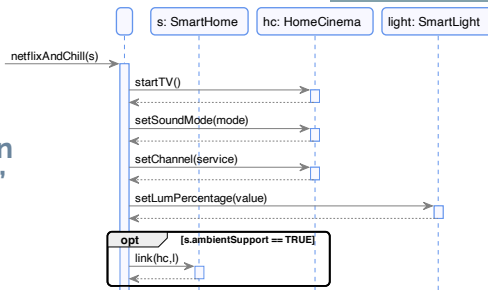 s: SmartHome
hc: HomeCinema
light: SmartLight
netflixAndChill(s)
startTV()
setSoundMode(mode)
n
setChannel(service)
’
setLumPercentage(value)
opt
[s.ambientSupport == TRUE]
link(hc,l)